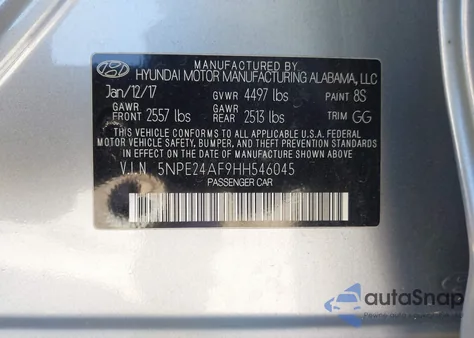 MANUFACTURED BY
HYUNDAI MOTOR MANUFACTURING ALABAMA, LLC
Jan/12/17 GVWR 4497 lbs PAINT 8S
GAWR FRONT 2557 lbs GAWR REAR 2513 lbs TRIM GG
THIS VEHICLE CONFORMS TO ALL APPLICABLE U.S.A. FEDERAL
MOTOR VEHICLE SAFETY, BUMPER, AND THEFT PREVENTION STANDARDS
IN EFFECT ON THE DATE OF MANUFACTURE SHOWN ABOVE.
V.I.N. 5NPE24AF9HH546045
PASSENGER CAR
autoSnap